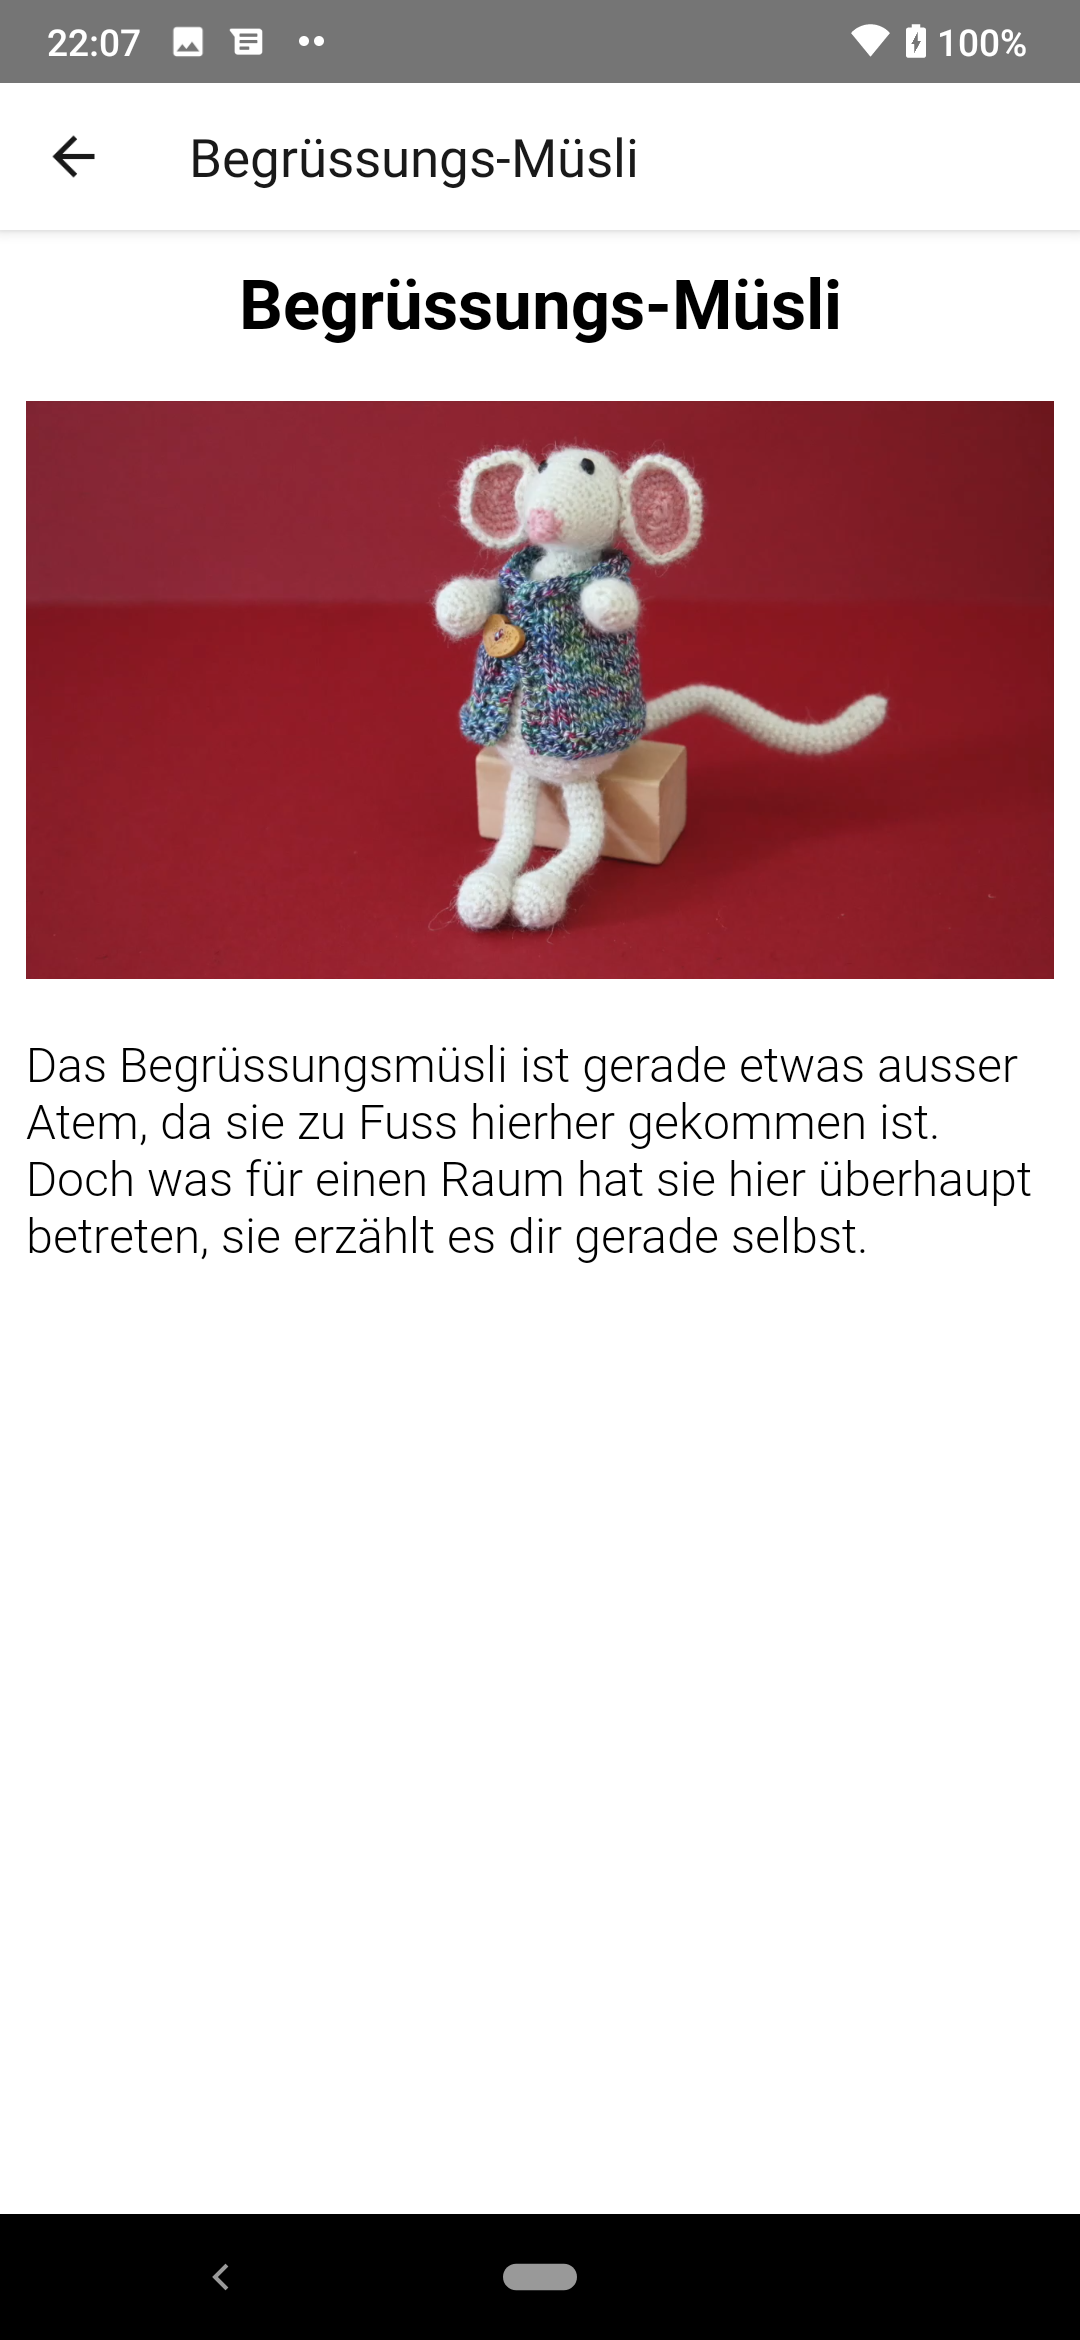 22:07 100%
Begrüssungs-Müsli
Begrüssungs-Müsli
Das Begrüssungsmüsli ist gerade etwas ausser
Atem, da sie zu Fuss hierher gekommen ist.
Doch was für einen Raum hat sie hier überhaupt
betreten, sie erzählt es dir gerade selbst.